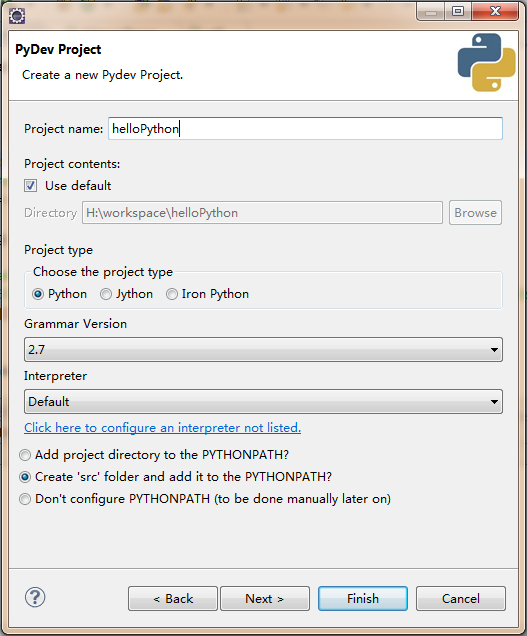 PyDev Project
Create a new Pydev Project.
Project name: helloPython
Project contents:
Use default
Directory H:\workspace\helloPython Browse
Project type
Choose the project type
Python Jython Iron Python
Grammar Version
2.7
Interpreter
Default
Click here to configure an interpreter not listed.
Add project directory to the PYTHONPATH?
Create 'src' folder and add it to the PYTHONPATH?
Don't configure PYTHONPATH (to be done manually later on)
? < Back Next > Finish Cancel